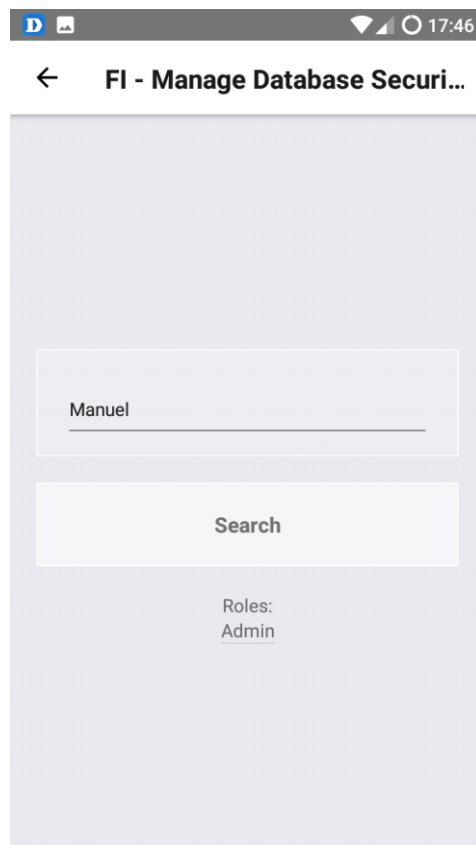 D 17:46
FI - Manage Database Securi...
Manuel
Search
Roles:
Admin